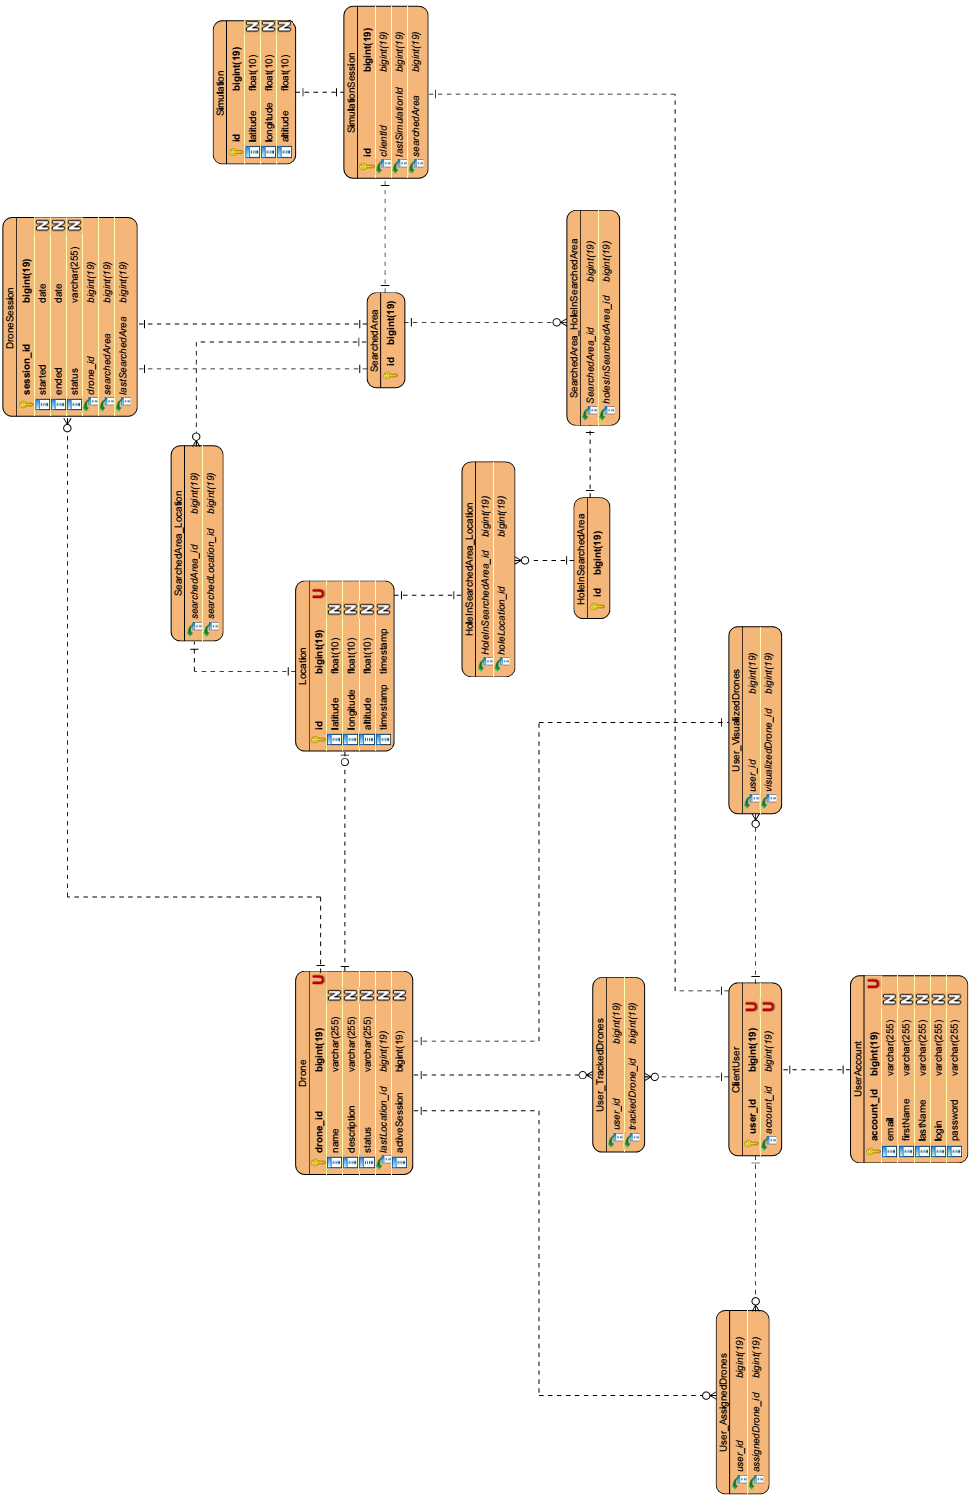 Simulation
id bigint(19)
latitude float(10) N
longitude float(10) N
altitude float(10) N
SimulationSession
id bigint(19)
clientId bigint(19)
lastSimulationId bigint(19)
searchedArea bigint(19)
DroneSession
session_id bigint(19)
started date N
ended date N
status varchar(255) N
drone_id bigint(19)
searchedArea bigint(19)
lastSearchedArea bigint(19)
SearchedArea
id bigint(19)
SearchedArea_HoleInSearchedArea
SearchedArea_id bigint(19)
holesInSearchedArea_id bigint(19)
SearchedArea_Location
searchedArea_id bigint(19)
searchedLocation_id bigint(19)
HoleInSearchedArea_Location
HoleInSearchedArea_id bigint(19)
holeLocation_id bigint(19)
HoleInSearchedArea
id bigint(19)
Location
id bigint(19) U
latitude float(10) N
longitude float(10) N
altitude float(10) N
timestamp timestamp N
User_VisualizedDrones
user_id bigint(19)
visualizedDrone_id bigint(19)
Drone
drone_id bigint(19) U
name varchar(255) N
description varchar(255) N
status varchar(255) N
lastLocation_id bigint(19) N
activeSession bigint(19) N
User_TrackedDrones
user_id bigint(19)
trackedDrone_id bigint(19)
ClientUser
user_id bigint(19) U
account_id bigint(19) U
UserAccount
account_id bigint(19) U
email varchar(255) N
firstName varchar(255) N
lastName varchar(255) N
login varchar(255) N
password varchar(255) N
User_AssignedDrones
user_id bigint(19)
assignedDrone_id bigint(19)